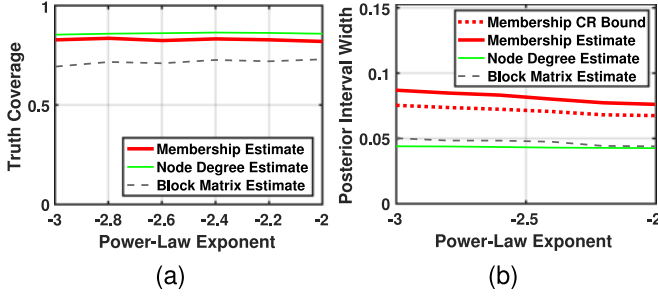 1
0.5
0
Truth Coverage
Membership Estimate
Node Degree Estimate
Block Matrix Estimate
-3 -2.8 -2.6 -2.4 -2.2 -2
Power-Law Exponent
(a)
0.15
0.1
0.05
0
Posterior Interval Width
Membership CR Bound
Membership Estimate
Node Degree Estimate
Block Matrix Estimate
-3 -2.5 -2
Power-Law Exponent
(b)